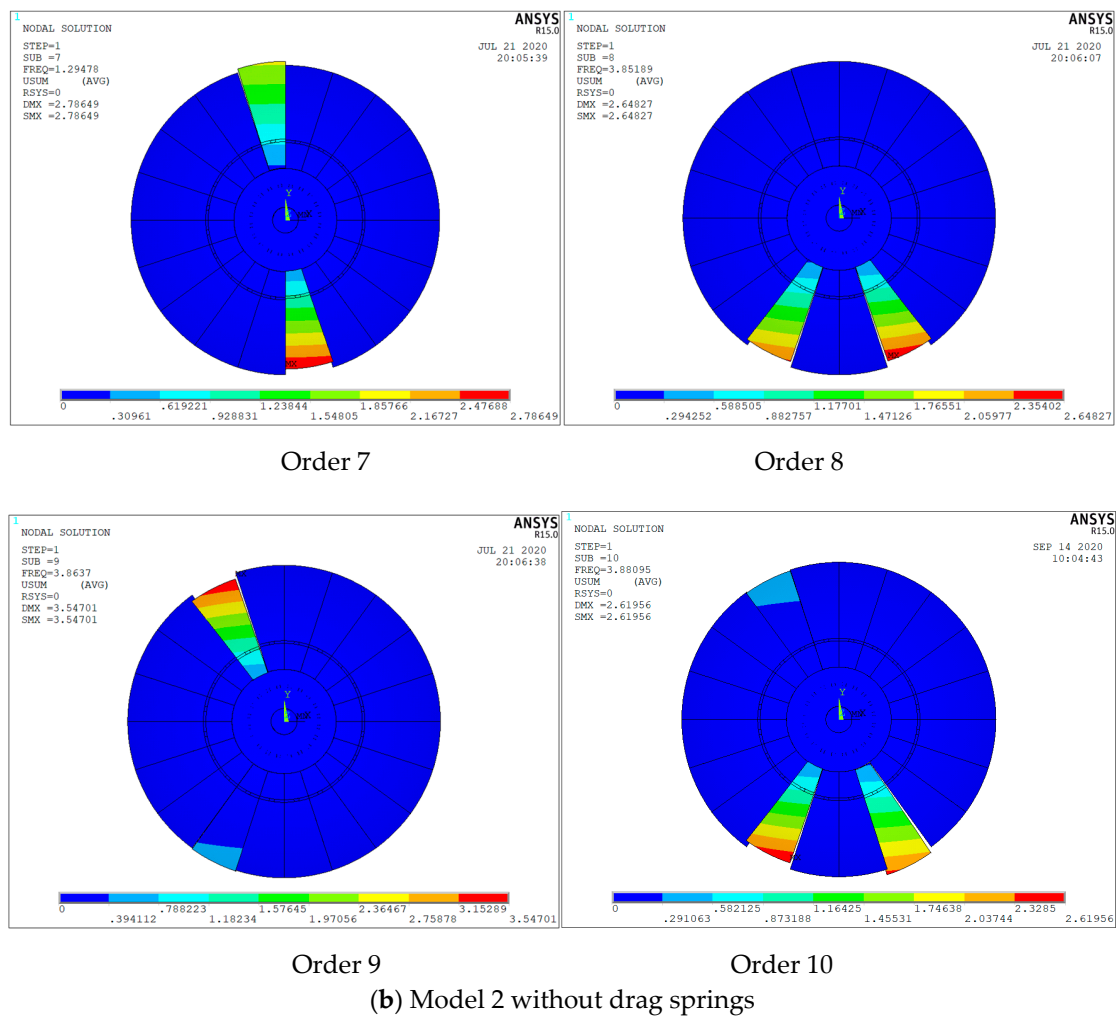 1
NODAL SOLUTION
STEP=1
SUB =7
FREQ=1.29478
USUM (AVG)
RSYS=0
DMX =2.78649
SMX =2.78649
ANSYS
R15.0
JUL 21 2020
20:05:39
Y
MX
0 .619221 1.23844 1.85766 2.47688
.30961 .928831 1.54805 2.16727 2.78649
Order 7
1
NODAL SOLUTION
STEP=1
SUB =8
FREQ=3.85189
USUM (AVG)
RSYS=0
DMX =2.64827
SMX =2.64827
ANSYS
R15.0
JUL 21 2020
20:06:07
Y
MX
0 .588505 1.17701 1.76551 2.35402
.294252 .882757 1.47126 2.05977 2.64827
Order 8
1
NODAL SOLUTION
STEP=1
SUB =9
FREQ=3.8637
USUM (AVG)
RSYS=0
DMX =3.54701
SMX =3.54701
ANSYS
R15.0
JUL 21 2020
20:06:38
Y
0 .788223 1.57645 2.36467 3.15289
.394112 1.18234 1.97056 2.75878 3.54701
Order 9
1
NODAL SOLUTION
STEP=1
SUB =10
FREQ=3.88095
USUM (AVG)
RSYS=0
DMX =2.61956
SMX =2.61956
ANSYS
R15.0
SEP 14 2020
10:04:43
Y
0 .582125 1.16425 1.74638 2.3285
.291063 .873188 1.45531 2.03744 2.61956
Order 10
(b) Model 2 without drag springs